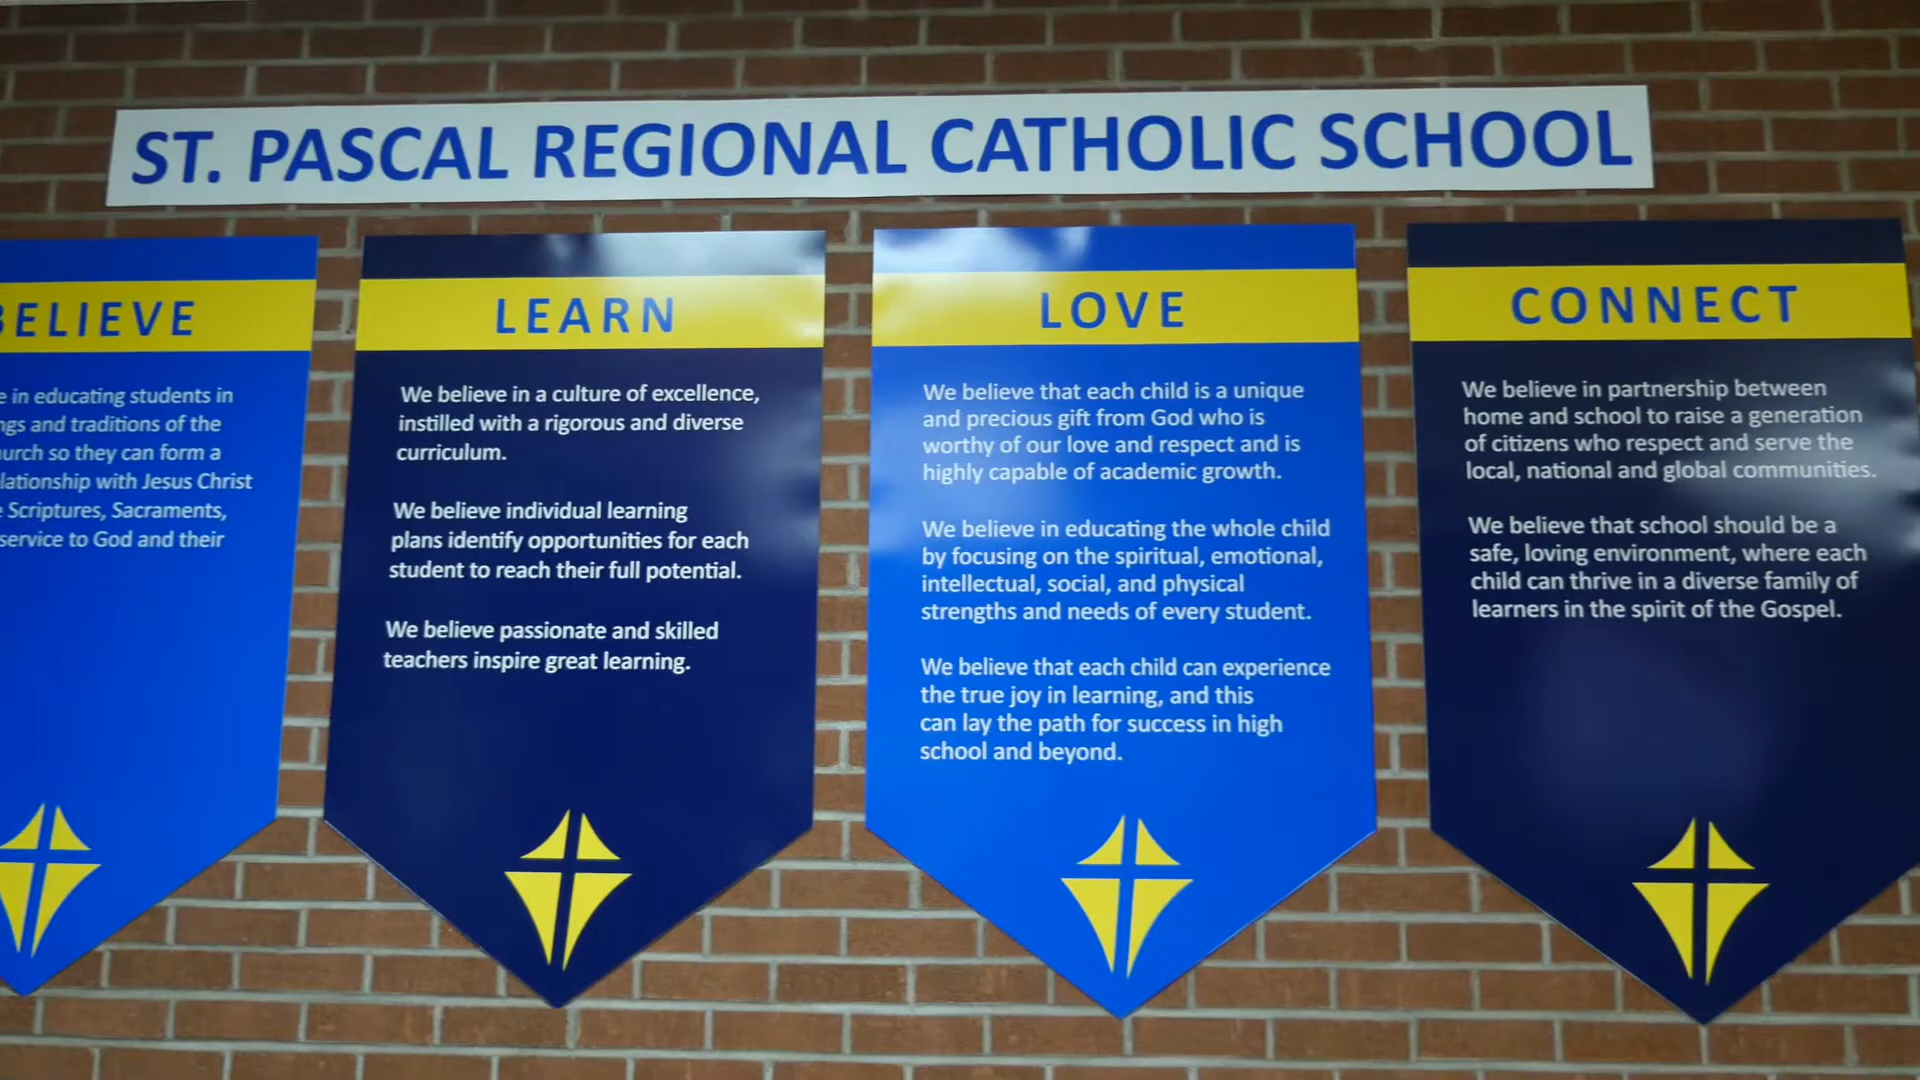 ST. PASCAL REGIONAL CATHOLIC SCHOOL
BELIEVE
in educating students in
and traditions of the
so they can form a
with Jesus Christ
Scriptures, Sacraments,
service to God and their
LEARN
We believe in a culture of excellence,
instilled with a rigorous and diverse
curriculum.
We believe individual learning
plans identify opportunities for each
student to reach their full potential.
We believe passionate and skilled
teachers inspire great learning.
LOVE
We believe that each child is a unique
and precious gift from God who is
worthy of our love and respect and is
highly capable of academic growth.
We believe in educating the whole child
by focusing on the spiritual, emotional,
intellectual, social, and physical
strengths and needs of every student.
We believe that each child can experience
the true joy in learning, and this
can lay the path for success in high
school and beyond.
CONNECT
We believe in partnership between
home and school to raise a generation
of citizens who respect and serve the
local, national and global communities.
We believe that school should be a
safe, loving environment, where each
child can thrive in a diverse family of
learners in the spirit of the Gospel.